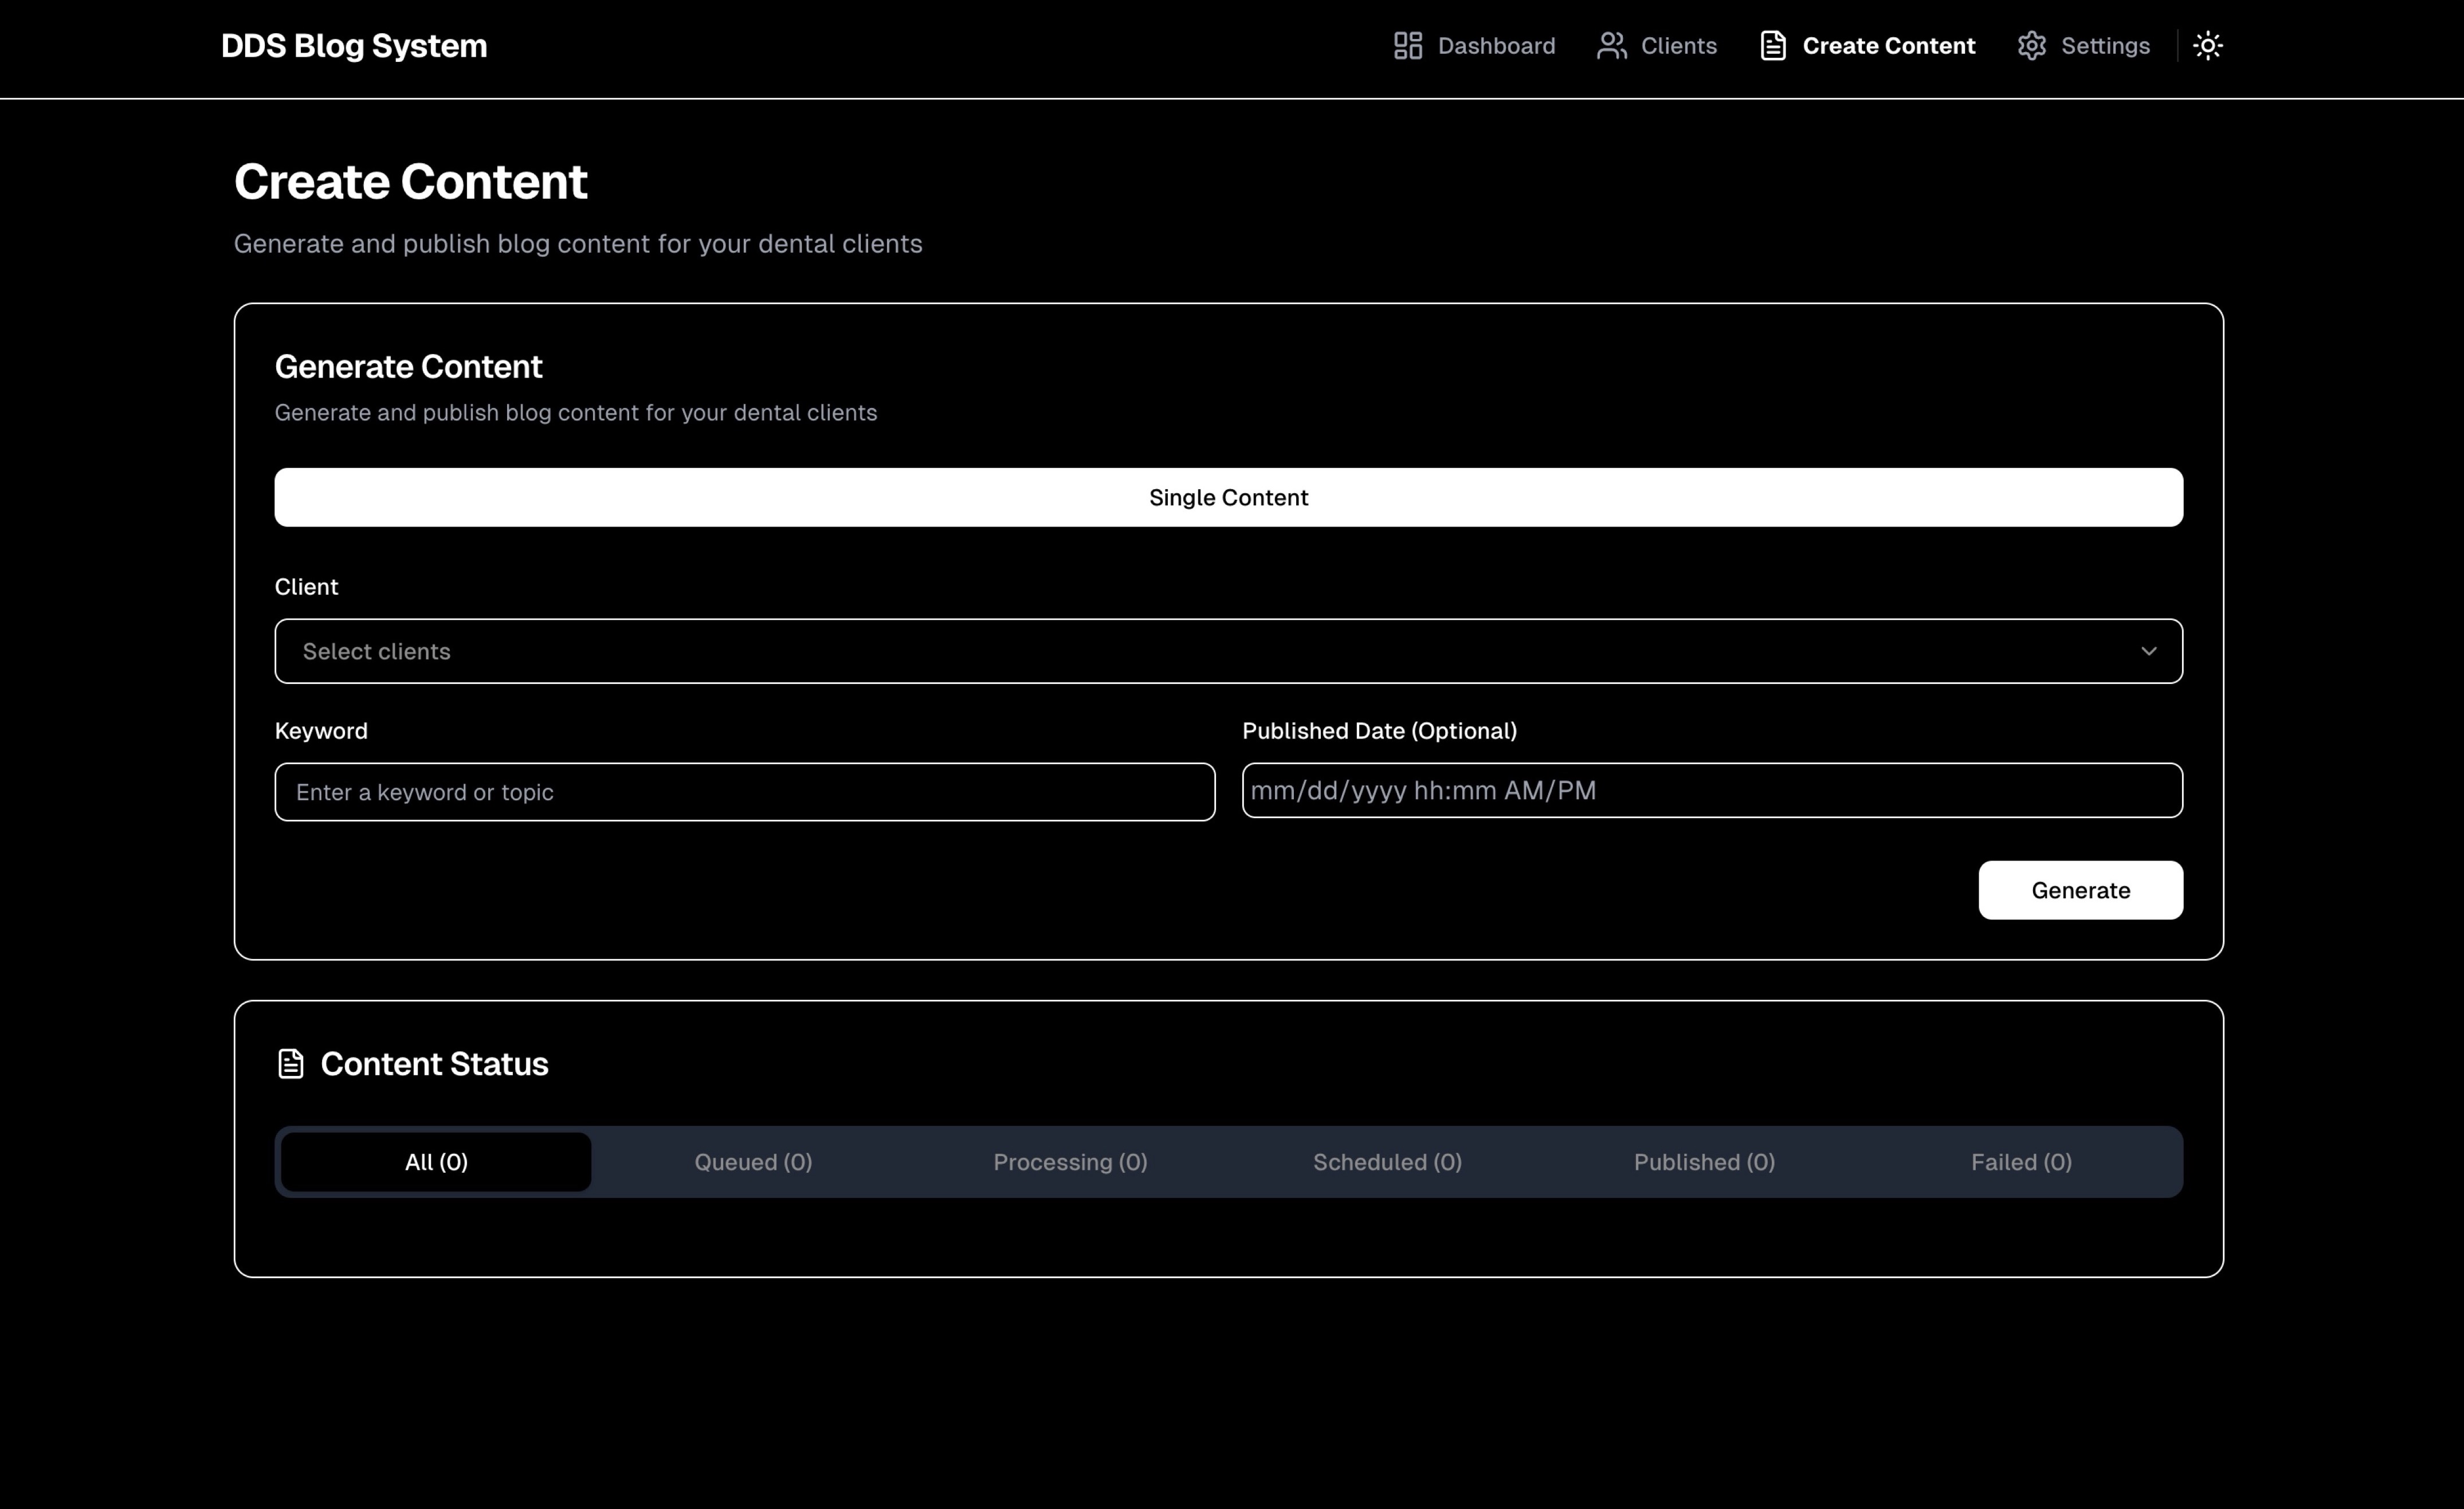 DDS Blog System
Dashboard
Clients
Create Content
Settings
Create Content
Generate and publish blog content for your dental clients
Generate Content
Generate and publish blog content for your dental clients
Single Content
Client
Select clients
Keyword
Published Date (Optional)
Enter a keyword or topic
mm/dd/yyyy hh:mm AM/PM
Generate
Content Status
All (0)
Queued (0)
Processing (0)
Scheduled (0)
Published (0)
Failed (0)